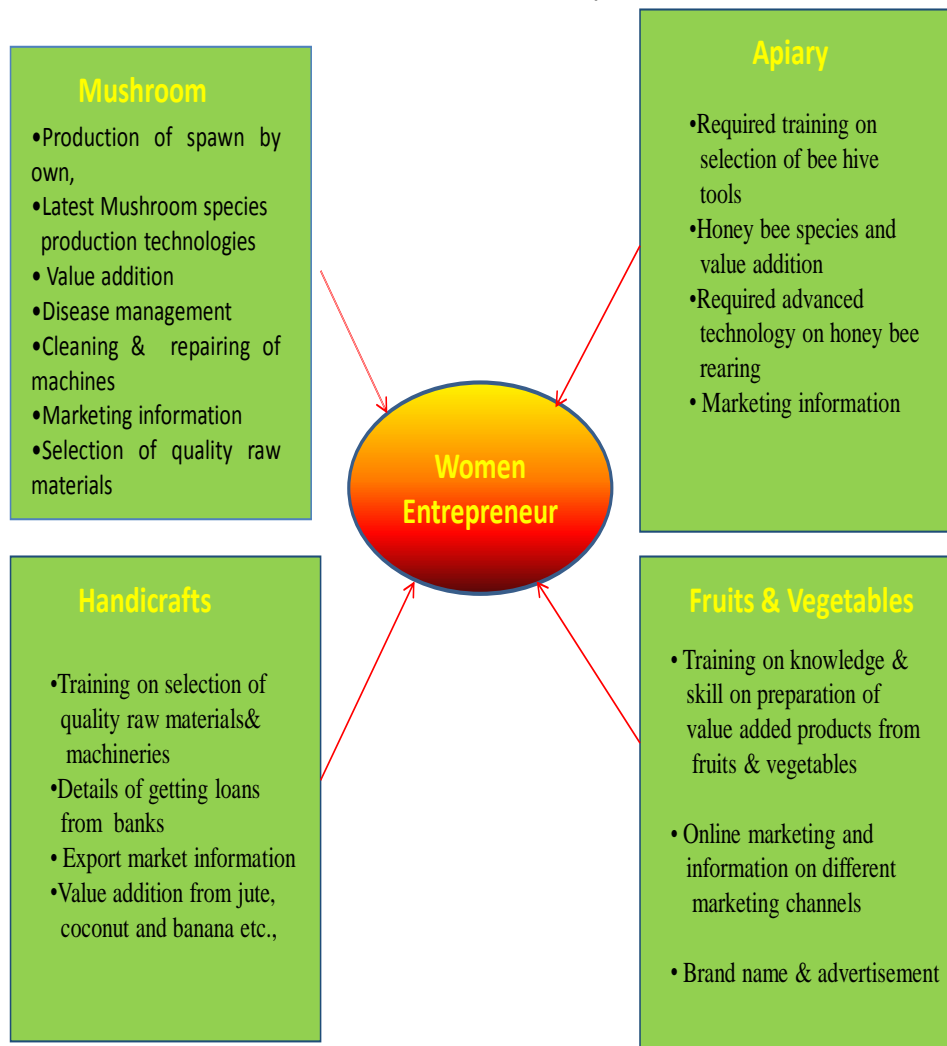 Mushroom
•Production of spawn by
own,
•Latest Mushroom species
production technologies
• Value addition
•Disease management
•Cleaning & repairing of
machines
•Marketing information
•Selection of quality raw
materials
Apiary
•Required training on
selection of bee hive
tools
•Honey bee species and
value addition
•Required advanced
technology on honey bee
rearing
• Marketing information
Women
Entrepreneur
Handicrafts
•Training on selection of
quality raw materials&
machineries
•Details of getting loans
from banks
• Export market information
•Value addition from jute,
coconut and banana etc.,
Fruits & Vegetables
• Training on knowledge &
skill on preparation of
value added products from
fruits & vegetables
• Online marketing and
information on different
marketing channels
• Brand name & advertisement